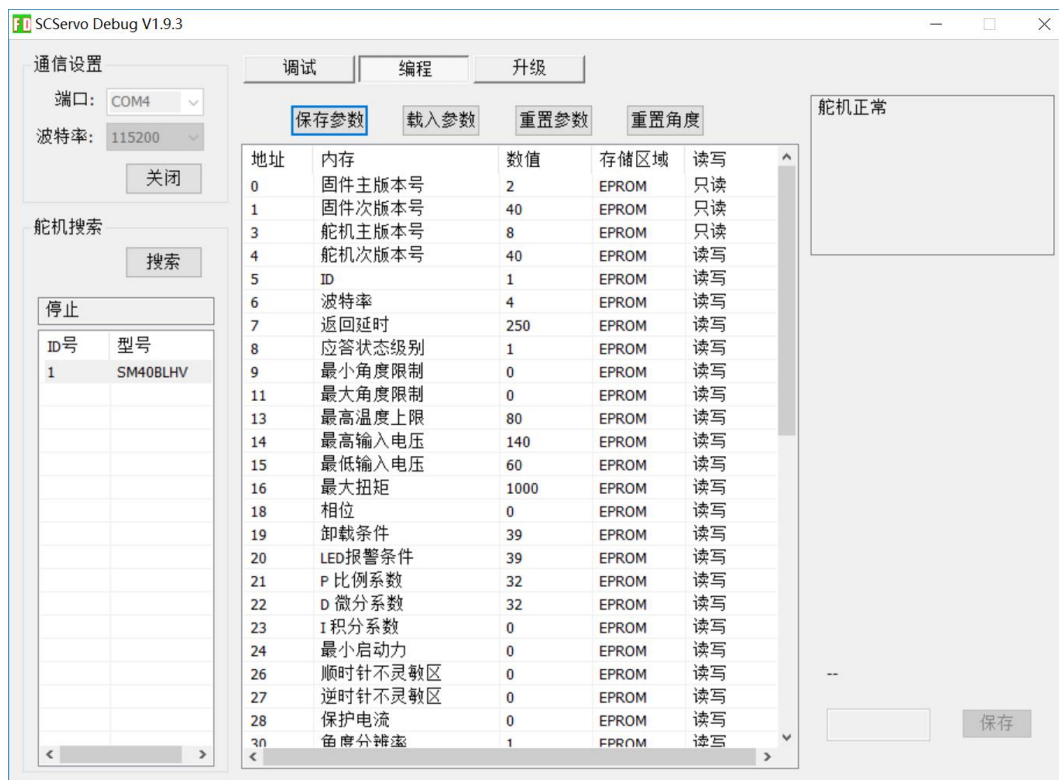 FD SCServo Debug V1.9.3
通信设置
端口: COM4
波特率: 115200
关闭
舵机搜索
搜索
停止
ID号 型号
1 SM40BLHV
调试 编程 升级
保存参数 载入参数 重置参数 重置角度
地址 内存 数值 存储区域 读写
0 固件主版本号 2 EPROM 只读
1 固件次版本号 40 EPROM 只读
3 舵机主版本号 8 EPROM 只读
4 舵机次版本号 40 EPROM 读写
5 ID 1 EPROM 读写
6 波特率 4 EPROM 读写
7 返回延时 250 EPROM 读写
8 应答状态级别 1 EPROM 读写
9 最小角度限制 0 EPROM 读写
11 最大角度限制 0 EPROM 读写
13 最高温度上限 80 EPROM 读写
14 最高输入电压 140 EPROM 读写
15 最低输入电压 60 EPROM 读写
16 最大扭矩 1000 EPROM 读写
18 相位 0 EPROM 读写
19 卸载条件 39 EPROM 读写
20 LED报警条件 39 EPROM 读写
21 P 比例系数 32 EPROM 读写
22 D 微分系数 32 EPROM 读写
23 I 积分系数 0 EPROM 读写
24 最小启动力 0 EPROM 读写
26 顺时针不灵敏区 0 EPROM 读写
27 逆时针不灵敏区 0 EPROM 读写
28 保护电流 0 EPROM 读写
30 角度分辨率 1 EPROM 读写
舵机正常
--
保存